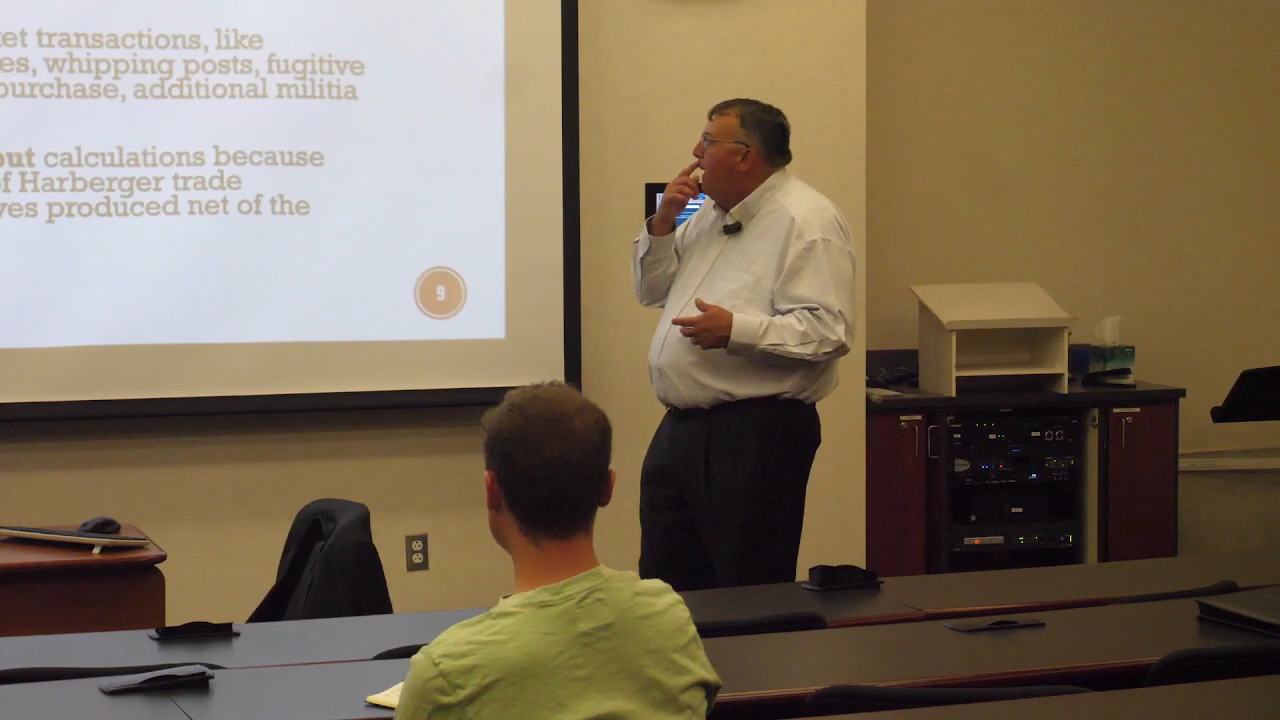 et transactions, like
es, whipping posts, fugitive
purchase, additional militia
out calculations because
f Harberger trade
ves produced net of the
9